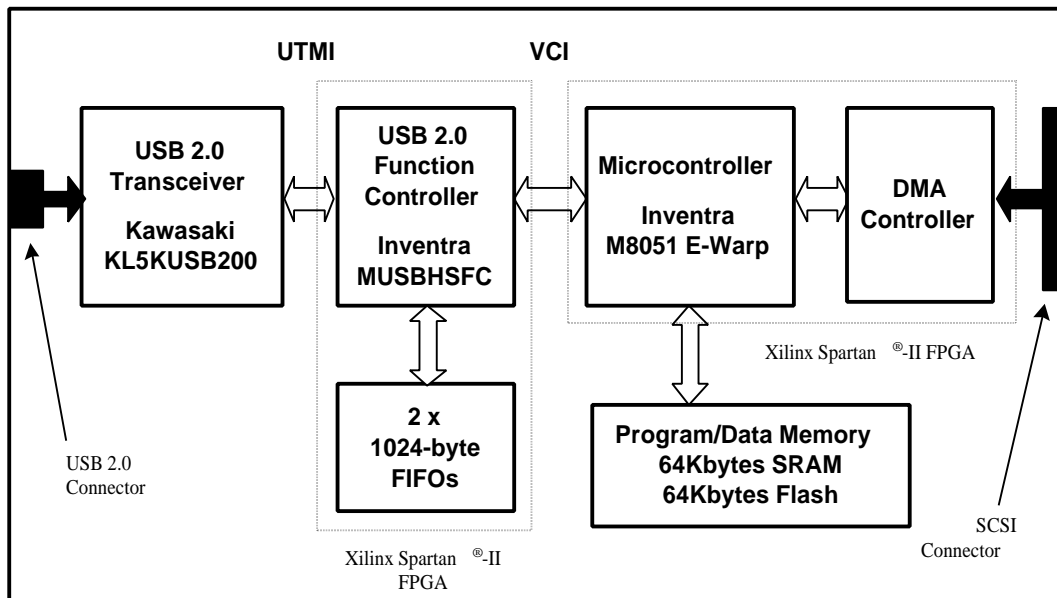 UTMI
VCI
USB 2.0
Transceiver
Kawasaki
KL5KUSB200
USB 2.0
Function
Controller
Inventra
MUSBHSFC
Microcontroller
Inventra
M8051 E-Warp
DMA
Controller
Xilinx Spartan ®-II FPGA
2 x
1024-byte
FIFOs
Program/Data Memory
64Kbytes SRAM
64Kbytes Flash
USB 2.0
Connector
SCSI
Connector
Xilinx Spartan ®-II
FPGA